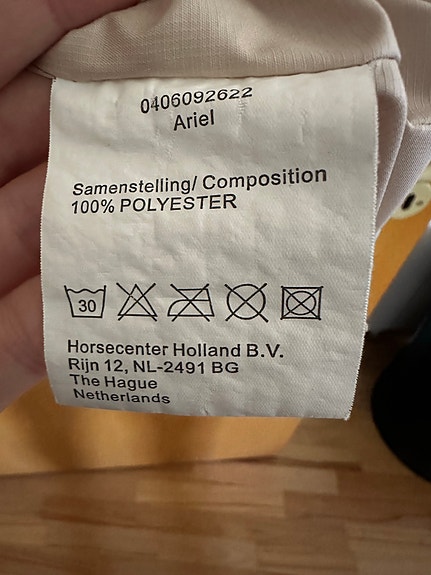 0406092622
Ariel
Samenstelling/ Composition
100% POLYESTER
30
Horsecenter Holland B.V.
Rijn 12, NL-2491 BG
The Hague
Netherlands